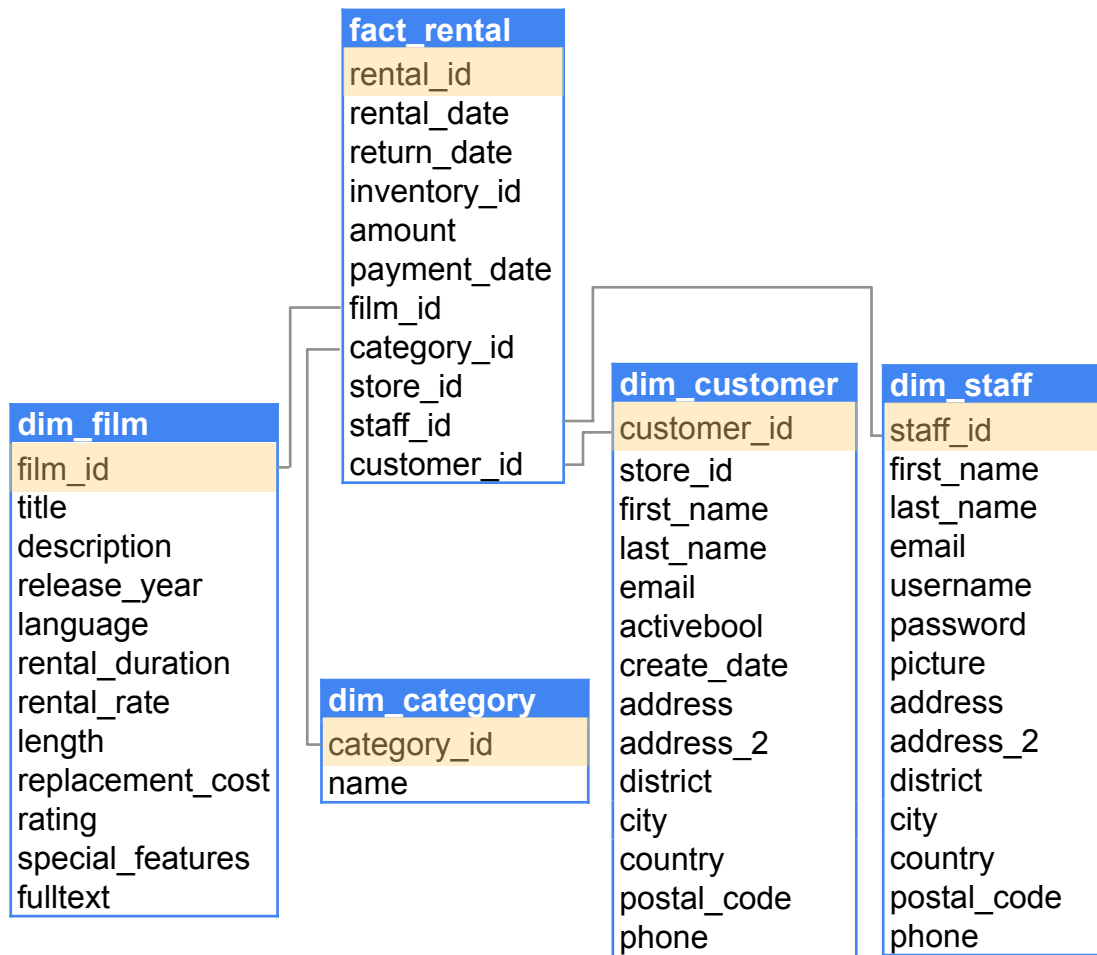 fact_rental
rental_id
rental_date
return_date
inventory_id
amount
payment_date
film_id
category_id
store_id
staff_id
customer_id
dim_film
film_id
title
description
release_year
language
rental_duration
rental_rate
length
replacement_cost
rating
special_features
fulltext
dim_category
category_id
name
dim_customer
customer_id
store_id
first_name
last_name
email
activebool
create_date
address
address_2
district
city
country
postal_code
phone
dim_staff
staff_id
first_name
last_name
email
username
password
picture
address
address_2
district
city
country
postal_code
phone